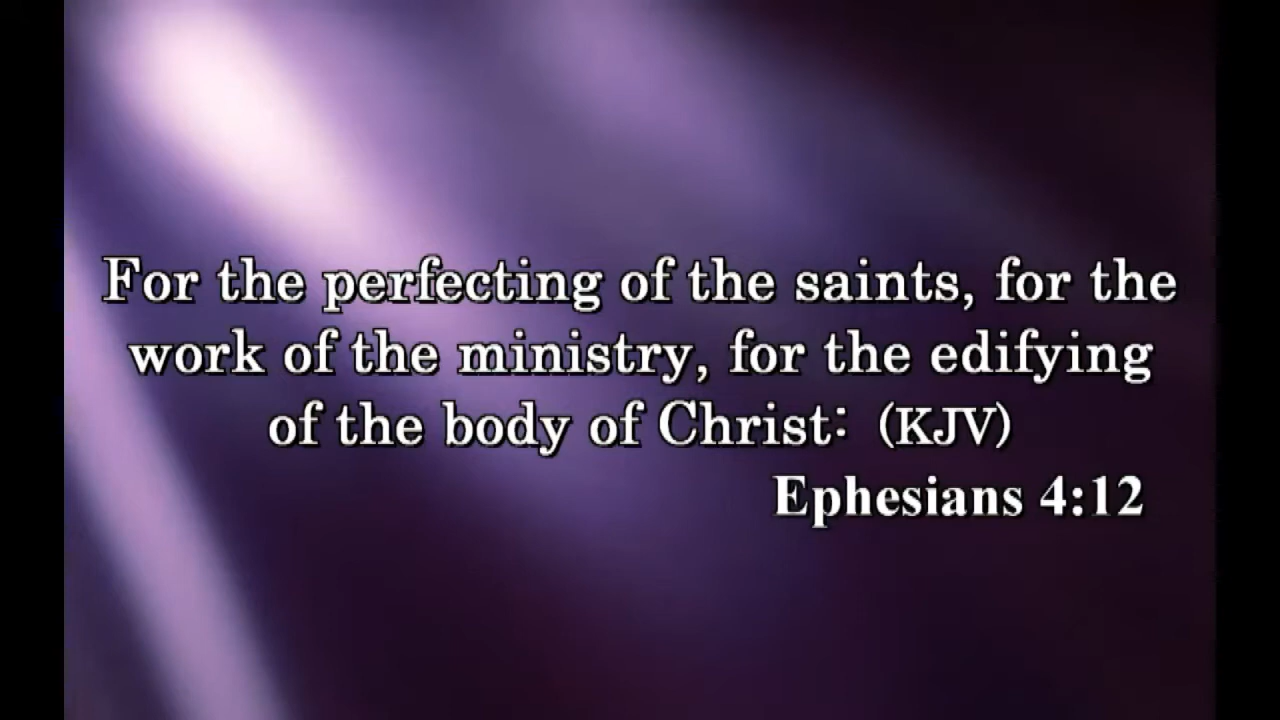 For the perfecting of the saints, for the
work of the ministry, for the edifying
of the body of Christ: (KJV)
Ephesians 4:12